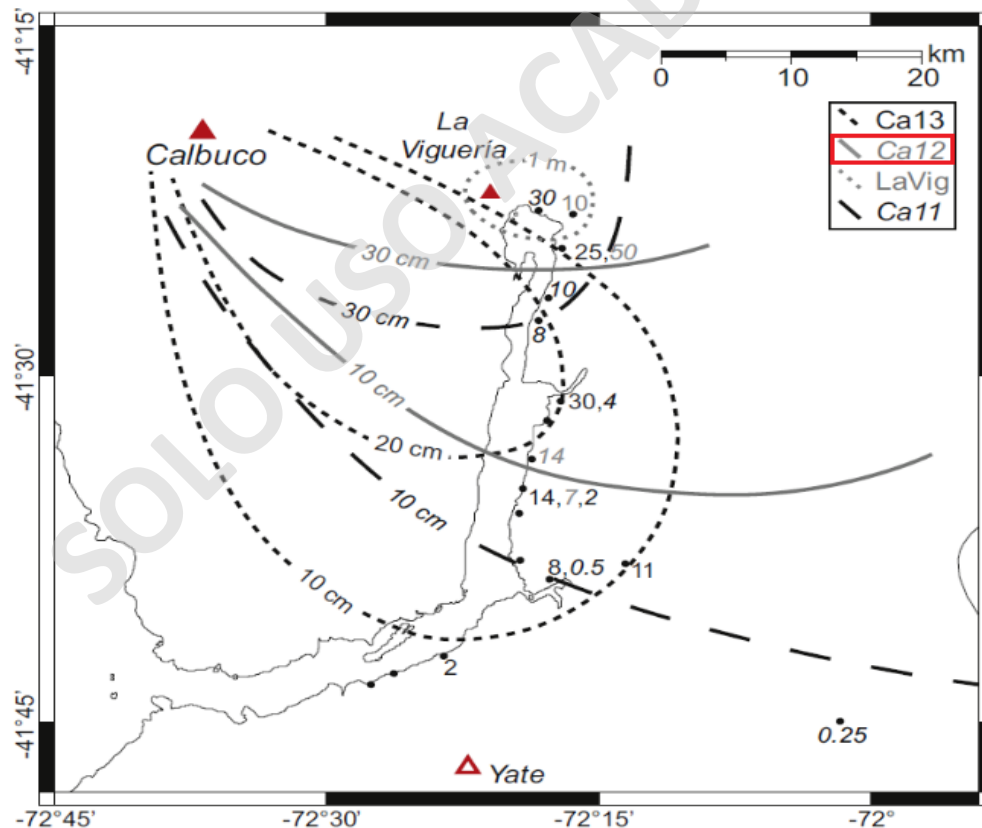 -41°15'
km
0 10 20
La
Vigueria
Calbuco
Ca13
Ca12
LaVig
Ca11
1 m
30
10
25,50
30 cm
10
30 cm
8
-41°30'
10 cm
30,4
20 cm
14
14,7,2
10 cm
8,0.5
11
10 cm
2
-41°45'
0.25
Yate
-72°45' -72°30' -72°15' -72°
SOLO USO ACAD